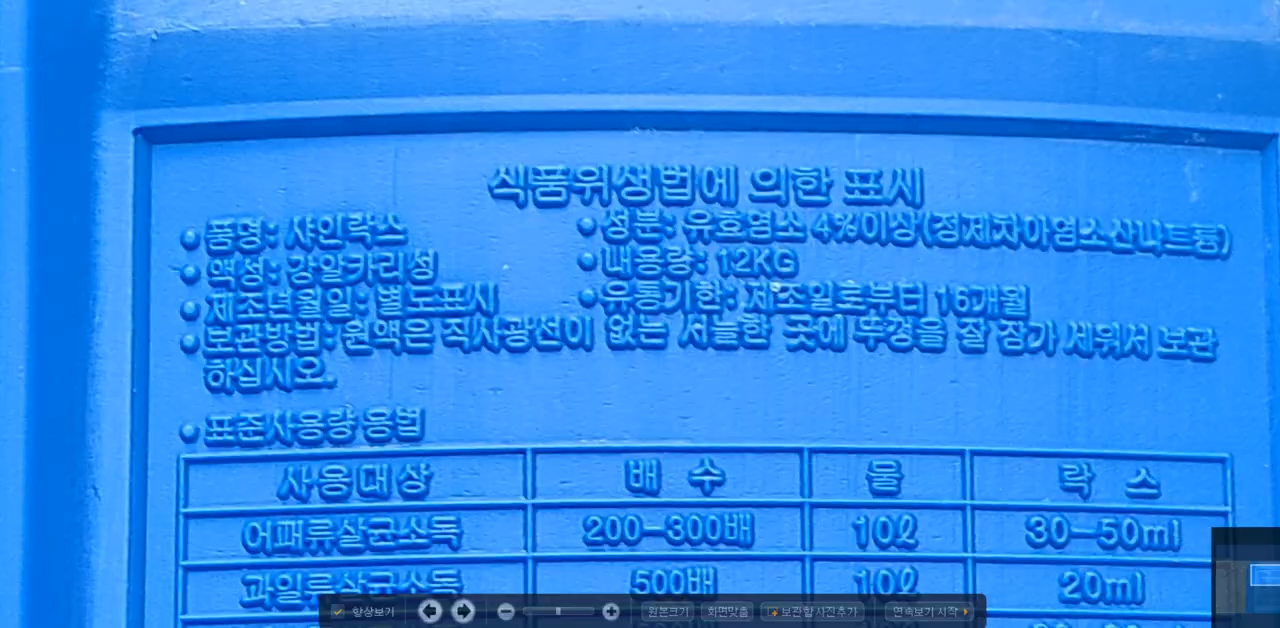 식품위생법에 의한 표시
• 품명: 샤인락스 • 성분: 유효염소 4%이상(정제차아염소산나트륨)
• 액성: 강알카리성 • 내용량: 12KG
• 제조년월일: 별도표시 • 유통기한: 제조일로부터 16개월
• 보관방법: 원액은 직사광선이 없는 서늘한 곳에 뚜껑을 잘 잠가 세워서 보관
하십시오.
• 표준사용량 용법
사용대상 배 수 물 락 스
어패류살균소독 200-300배 10ℓ 30-50ml
과일류살균소독 500배 10ℓ 20ml
향상보기 원본크기 화면맞춤 보관함 사진추가 연속보기 시작